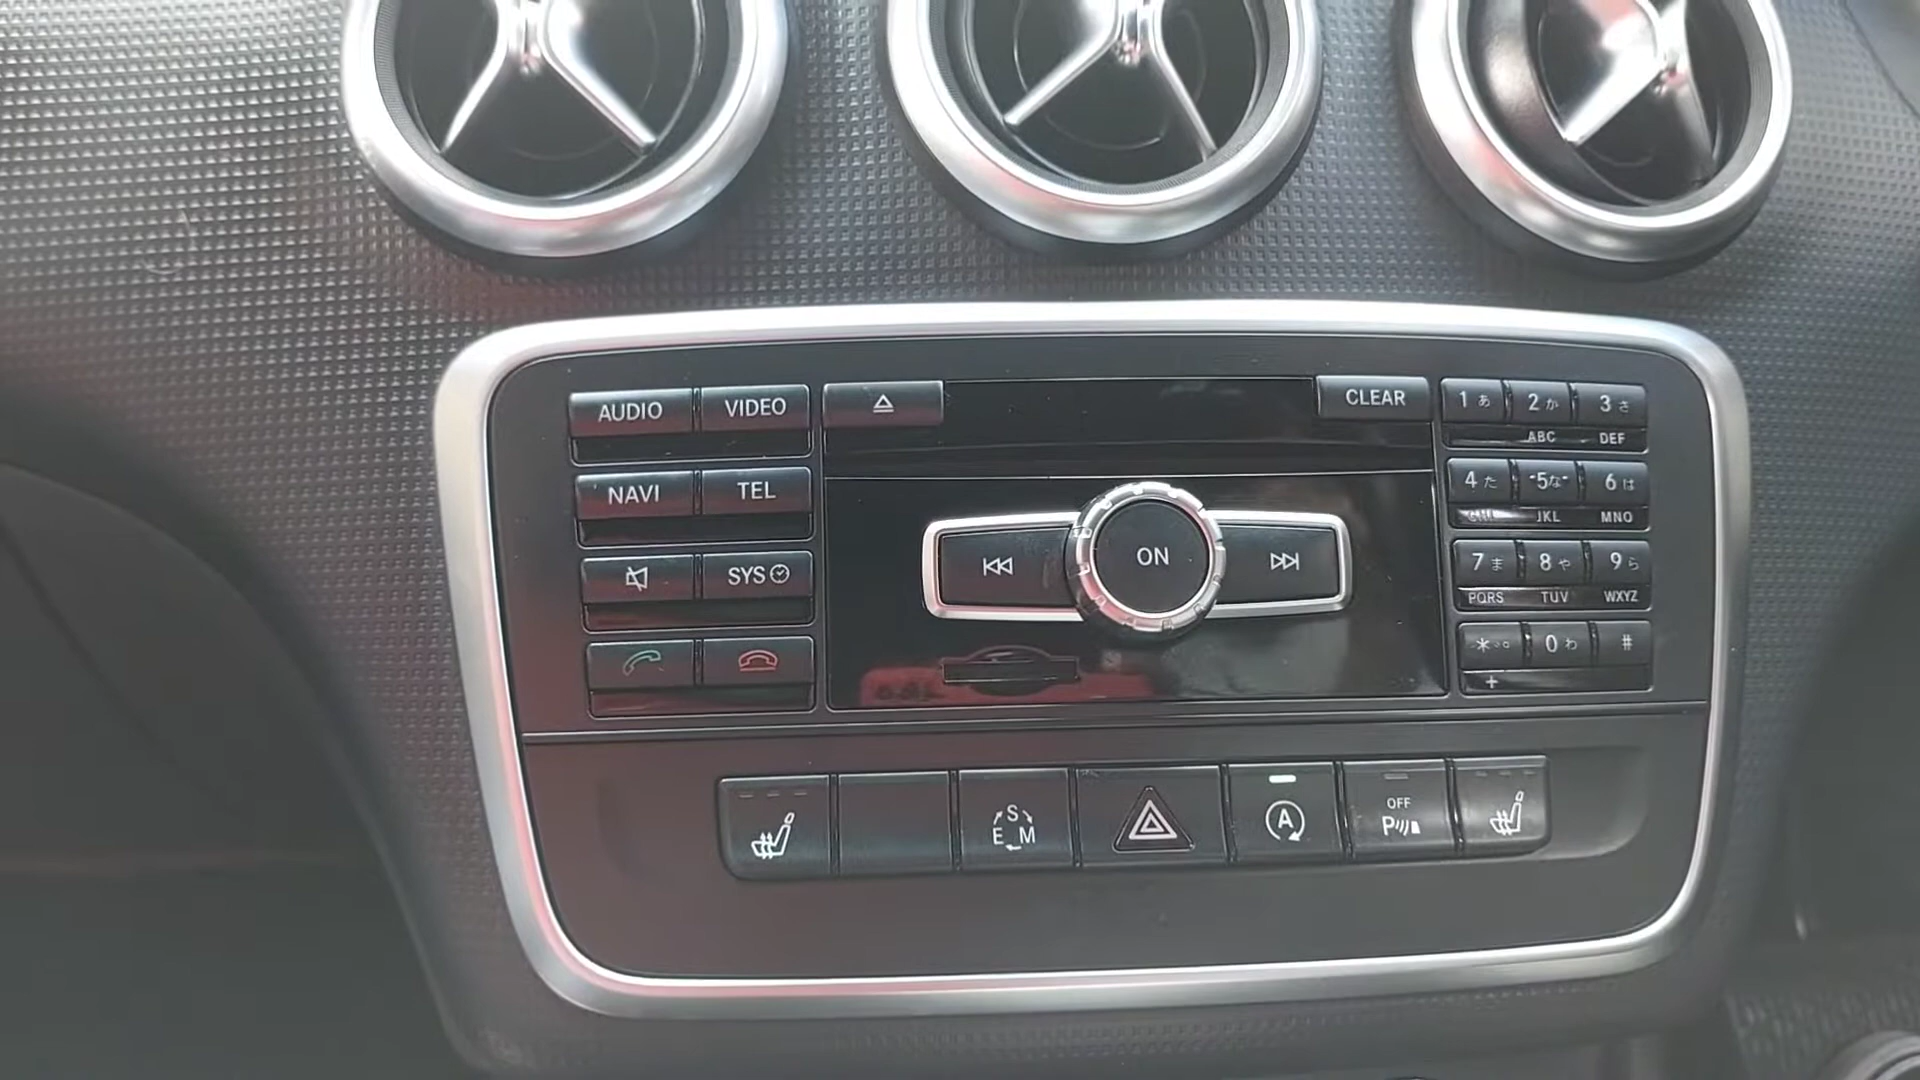 AUDIO VIDEO CLEAR 1 あ 2 か 3 さ
ABC DEF
NAVI TEL 4 た 5 な 6 は
GHI JKL MNO
SYS ON 7 ま 8 や 9 ら
PQRS TUV WXYZ
* 0 わ #
+
S
E M
A
OFF
P